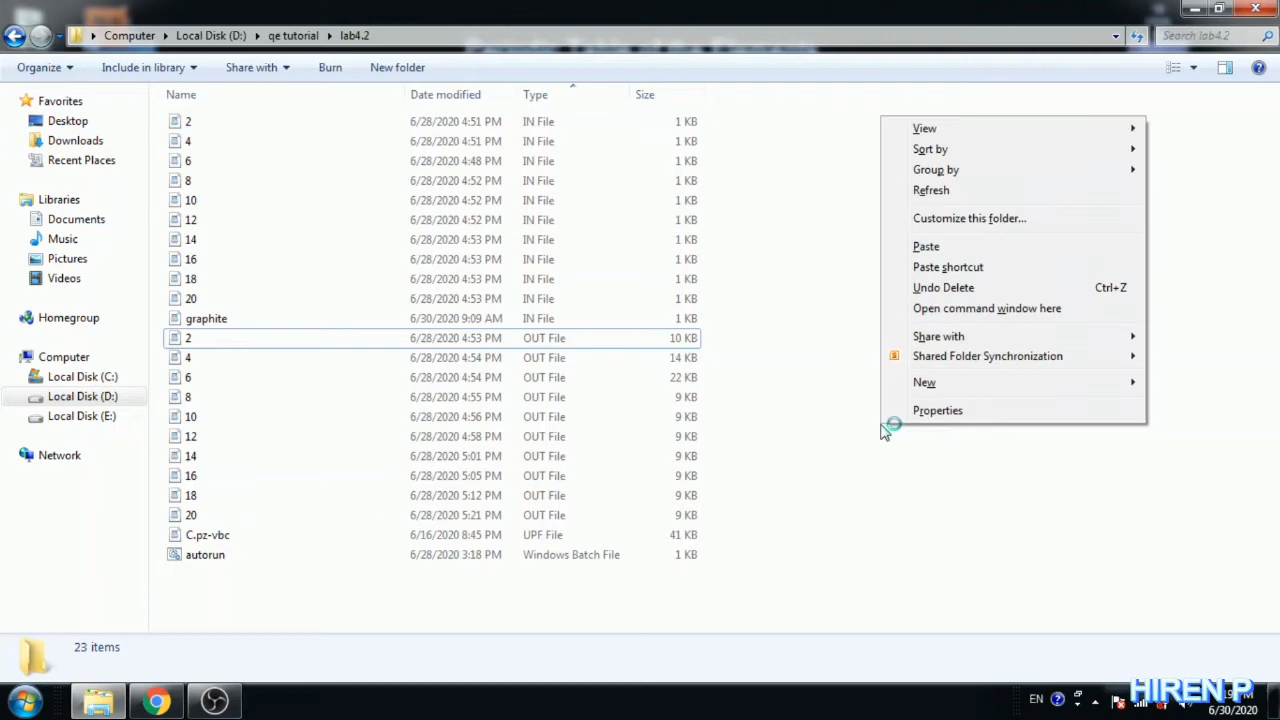 Computer Local Disk (D:) qe tutorial lab4.2 Search lab4.2
Organize Include in library Share with Burn New folder
Name Date modified Type Size
Favorites
Desktop
Downloads
Recent Places
Libraries
Documents
Music
Pictures
Videos
Homegroup
Computer
Local Disk (C:)
Local Disk (D:)
Local Disk (E:)
Network
2 6/28/2020 4:51 PM IN File 1 KB
4 6/28/2020 4:51 PM IN File 1 KB
6 6/28/2020 4:48 PM IN File 1 KB
8 6/28/2020 4:52 PM IN File 1 KB
10 6/28/2020 4:52 PM IN File 1 KB
12 6/28/2020 4:52 PM IN File 1 KB
14 6/28/2020 4:53 PM IN File 1 KB
16 6/28/2020 4:53 PM IN File 1 KB
18 6/28/2020 4:53 PM IN File 1 KB
20 6/28/2020 4:53 PM IN File 1 KB
graphite 6/30/2020 9:09 AM IN File 1 KB
2 6/28/2020 4:53 PM OUT File 10 KB
4 6/28/2020 4:54 PM OUT File 14 KB
6 6/28/2020 4:54 PM OUT File 22 KB
8 6/28/2020 4:55 PM OUT File 9 KB
10 6/28/2020 4:56 PM OUT File 9 KB
12 6/28/2020 4:58 PM OUT File 9 KB
14 6/28/2020 5:01 PM OUT File 9 KB
16 6/28/2020 5:05 PM OUT File 9 KB
18 6/28/2020 5:12 PM OUT File 9 KB
20 6/28/2020 5:21 PM OUT File 9 KB
C.pz-vbc 6/16/2020 8:45 PM UPF File 41 KB
autorun 6/28/2020 3:18 PM Windows Batch File 1 KB
View
Sort by
Group by
Refresh
Customize this folder...
Paste
Paste shortcut
Undo Delete Ctrl+Z
Open command window here
Share with
Shared Folder Synchronization
New
Properties
23 items
EN
HIREN P
6/30/2020